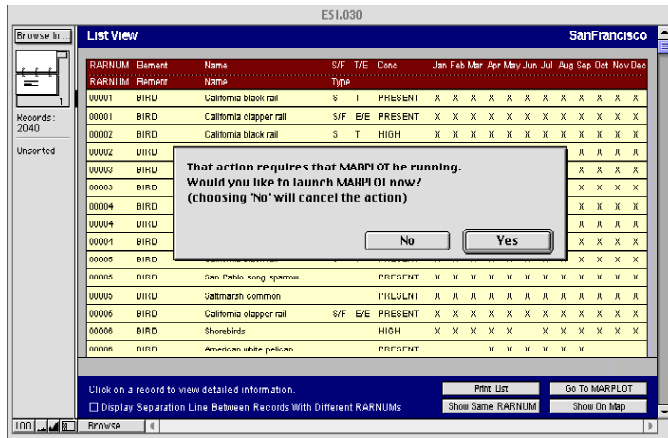 ESI.030
Browse In ...
List View SanFrancisco
RARNUM Element Name S/F T/E Conc Jan Feb Mar Apr May Jun Jul Aug Sep Oct Nov Dec
RARNUM Element Name Type
1
Records:
2040
Unsorted
00001 BIRD California black rail S T PRESENT X X X X X X X X X X X X
00001 BIRD California clapper rail S/F E/E PRESENT X X X X X X X X X X X X
00002 BIRD California black rail S T HIGH X X X X X X X X X X X X
00002 BIRD X X X X
00003 BIRD X X X X
00003 BIRD X X X X
00004 BIRD X X X X
00004 BIRD X X X X
00004 BIRD X X X X
That action requires that MARPLOT be running.
Would you like to launch MARPLOT now?
(choosing 'No' will cancel the action)
No Yes
00005 BIRD PRESENT X X X X X X X X X X X X
00005 BIRD San Pablo song sparrow PRESENT X X X X X X X X X X X X
00005 BIRD Saltmarsh common PRESENT X X X X X X X X X X X X
00006 BIRD California clapper rail S/F E/E PRESENT X X X X X X X X X X X X
00006 BIRD Shorebirds HIGH X X X X X X X X X X X
00006 BIRD American white pelican PRESENT X X X X X X
Click on a record to view detailed information.
Print List Go To MARPLOT
Display Separation Line Between Records With Different RARNUMs
Show Same RARNUM Show On Map
100 Browse